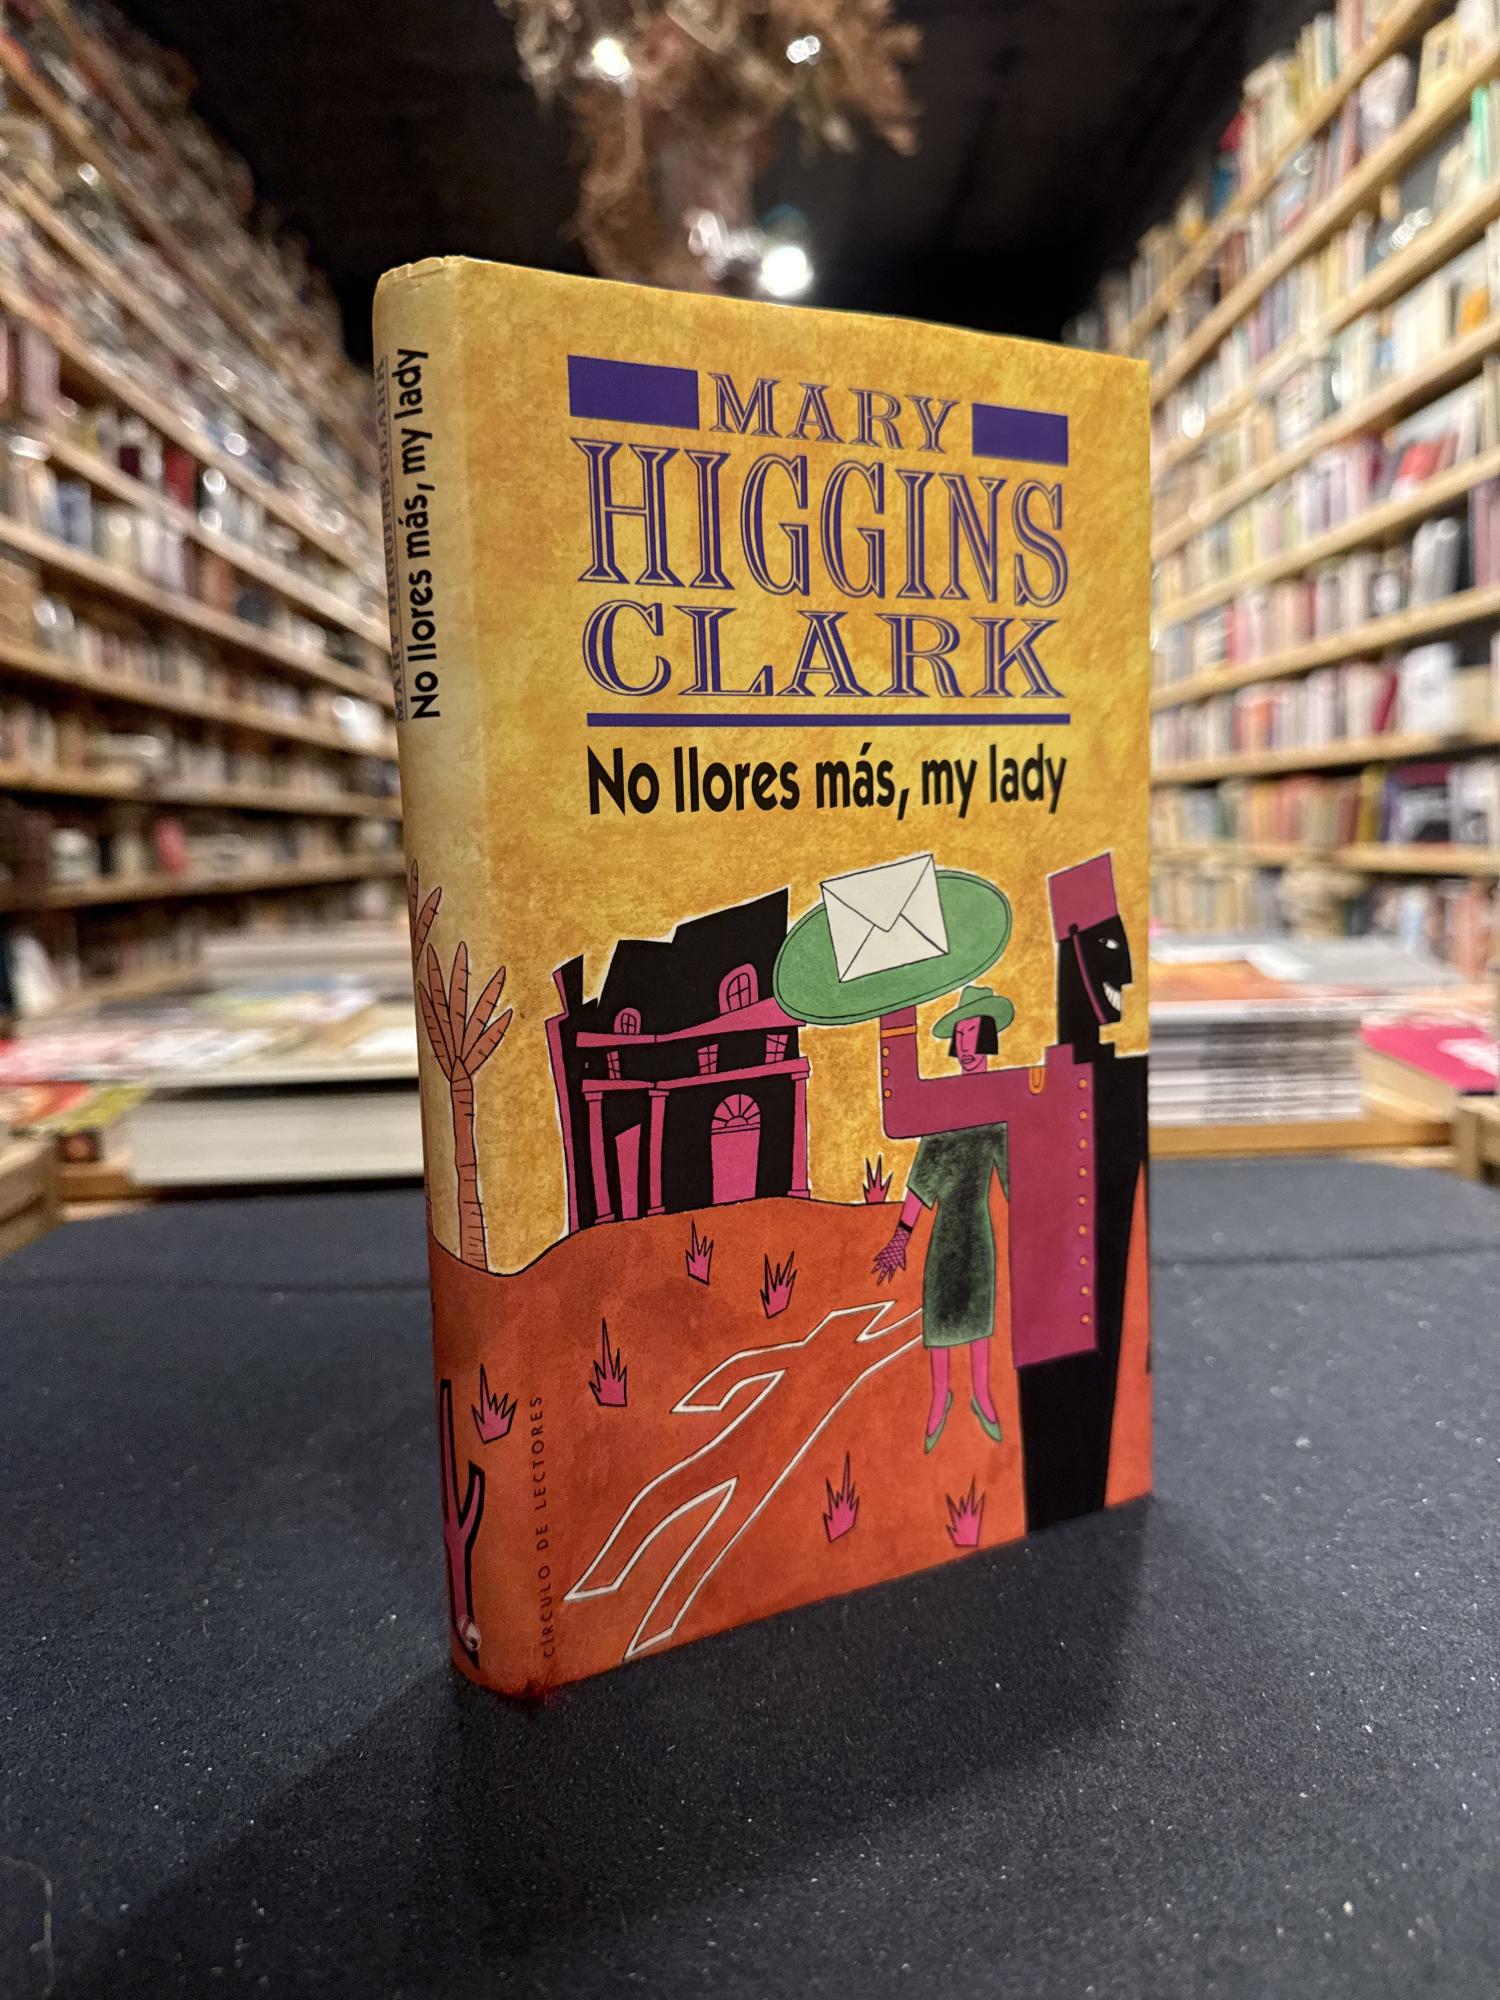 MARY HIGGINS CLARK
No llores más, my lady
CÍRCULO DE LECTORES
MARY
HIGGINS
CLARK
No llores más, my lady